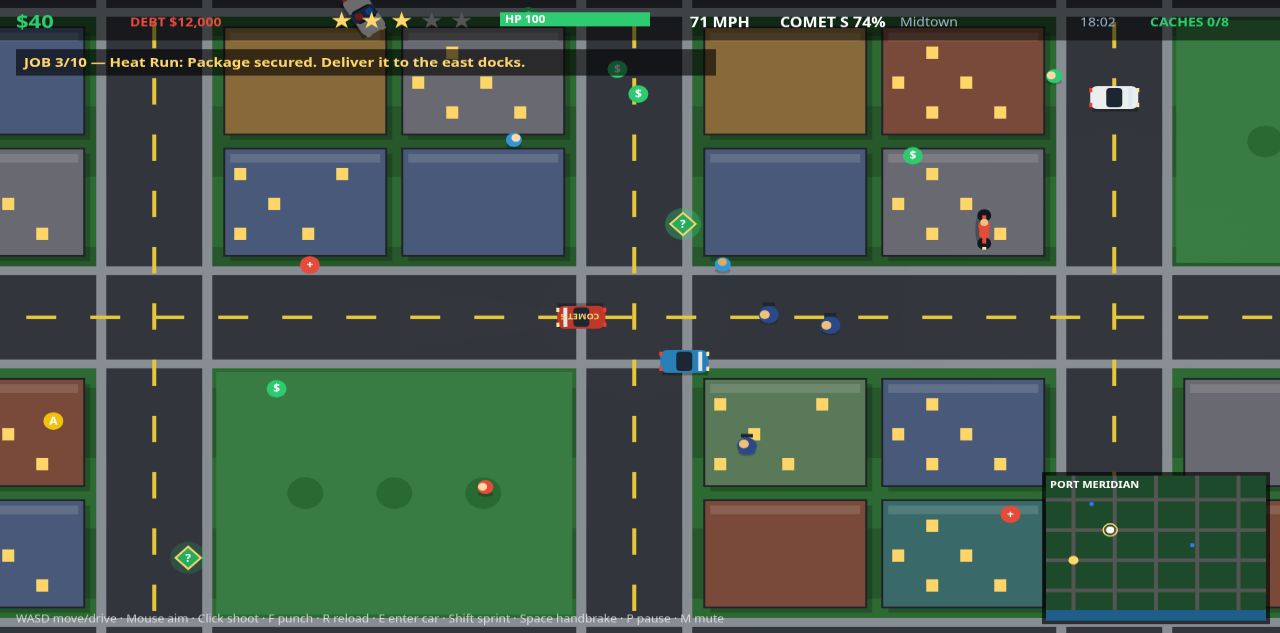 $40 DEBT $12,000 HP 100 71 MPH COMET S 74% Midtown 18:02 CACHES 0/8
JOB 3/10 — Heat Run: Package secured. Deliver it to the east docks.
$
$
$
?
+
COMET S
$
A
PORT MERIDIAN
+
?
WASD move/drive · Mouse aim · Click shoot · F punch · R reload · E enter car · Shift sprint · Space handbrake · P pause · M mute